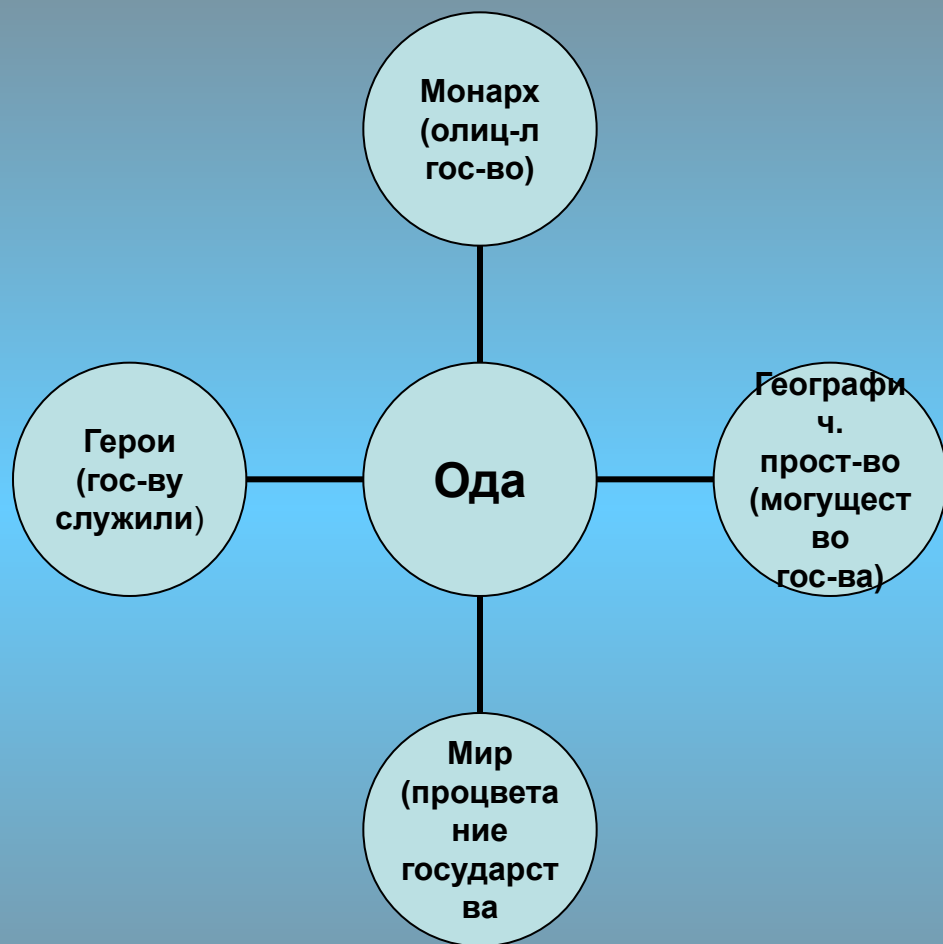 Монарх
(олиц-л
гос-во)
Герои
(гос-ву
служили)
Ода
Географи
ч.
прост-во
(могущест
во
гос-ва)
Мир
(процвета
ние
государст
ва